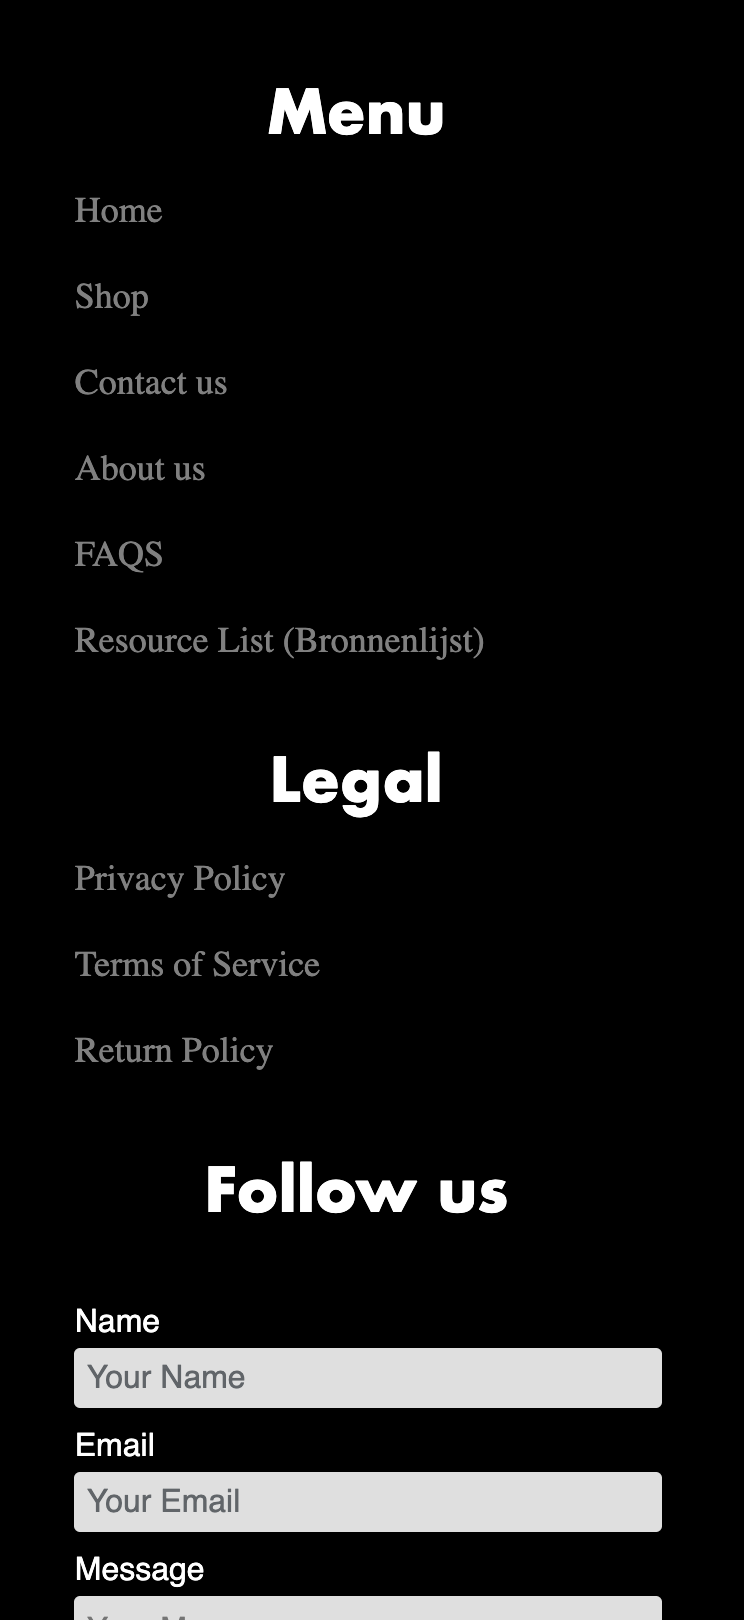 Menu
Home
Shop
Contact us
About us
FAQS
Resource List (Bronnenlijst)
Legal
Privacy Policy
Terms of Service
Return Policy
Follow us
Name
Your Name
Email
Your Email
Message